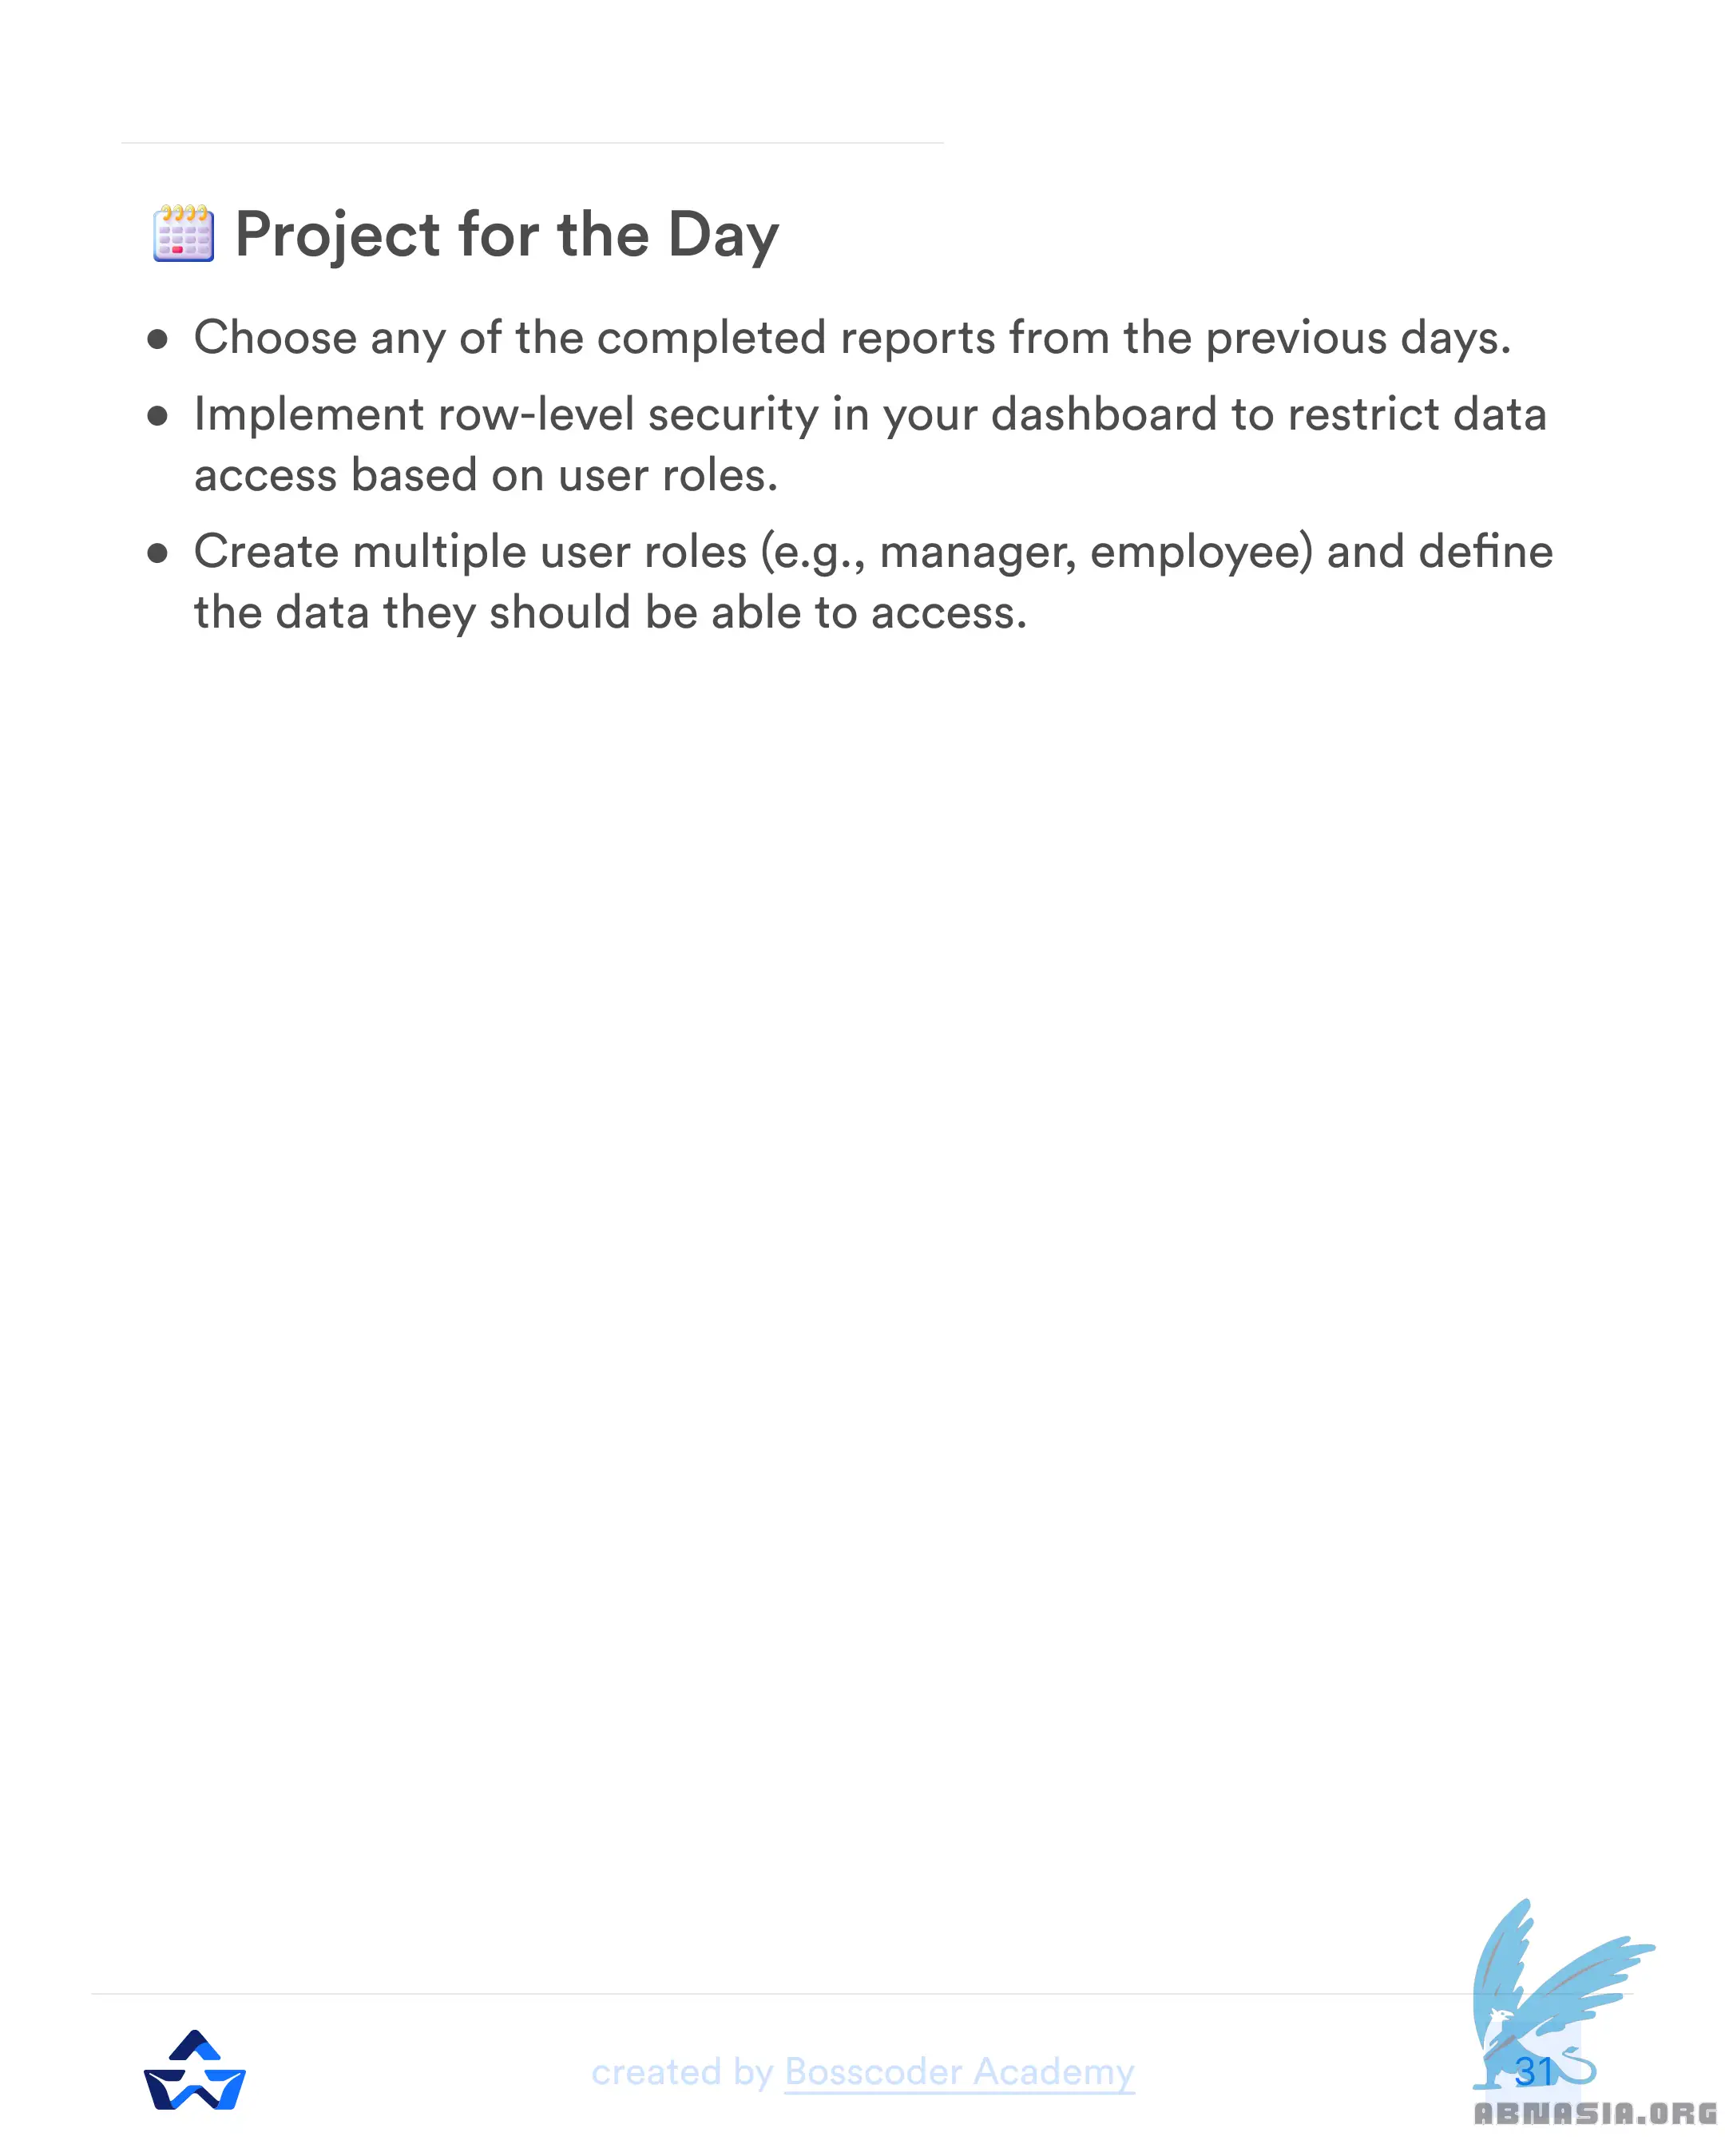 Project for the Day
● Choose any of the completed reports from the previous days.
● Implement row-level security in your dashboard to restrict data
access based on user roles.
● Create multiple user roles (e.g., manager, employee) and define
the data they should be able to access.
created by Bosscoder Academy
31
ABNASIA.ORG